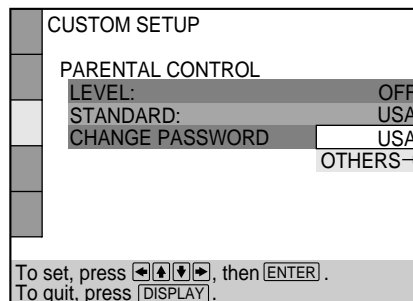 CUSTOM SETUP
PARENTAL CONTROL
LEVEL: OFF
STANDARD: USA
CHANGE PASSWORD USA
OTHERS→
To set, press ←↑↓→, then ENTER.
To quit, press DISPLAY.